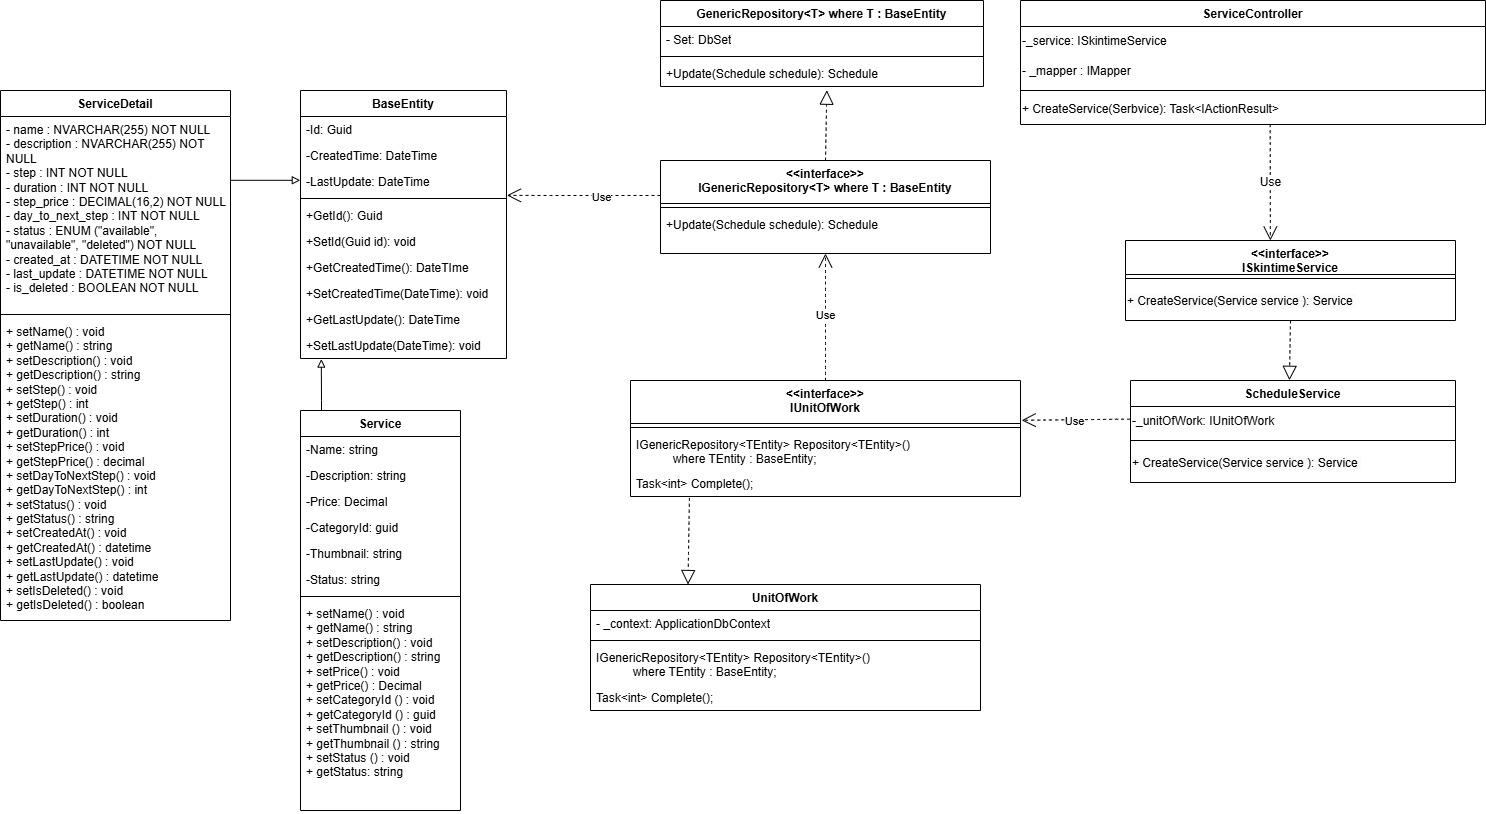 GenericRepository<T> where T : BaseEntity
- Set: DbSet
+Update(Schedule schedule): Schedule
ServiceController
-_service: ISkintimeService
- _mapper : IMapper
+ CreateService(Serbvice): Task<IActionResult>
ServiceDetail
- name : NVARCHAR(255) NOT NULL
- description : NVARCHAR(255) NOT
NULL
- step : INT NOT NULL
- duration : INT NOT NULL
- step_price : DECIMAL(16,2) NOT NULL
- day_to_next_step : INT NOT NULL
- status : ENUM ("available",
"unavailable", "deleted") NOT NULL
- created_at : DATETIME NOT NULL
- last_update : DATETIME NOT NULL
- is_deleted : BOOLEAN NOT NULL
+ setName() : void
+ getName() : string
+ setDescription() : void
+ getDescription() : string
+ setStep() : void
+ getStep() : int
+ setDuration() : void
+ getDuration() : int
+ setStepPrice() : void
+ getStepPrice() : decimal
+ setDayToNextStep() : void
+ getDayToNextStep() : int
+ setStatus() : void
+ getStatus() : string
+ setCreatedAt() : void
+ getCreatedAt() : datetime
+ setLastUpdate() : void
+ getLastUpdate() : datetime
+ setIsDeleted() : void
+ getIsDeleted() : boolean
BaseEntity
-Id: Guid
-CreatedTime: DateTime
-LastUpdate: DateTime
+GetId(): Guid
+SetId(Guid id): void
+GetCreatedTime(): DateTIme
+SetCreatedTime(DateTime): void
+GetLastUpdate(): DateTime
+SetLastUpdate(DateTime): void
Use
<<interface>>
IGenericRepository<T> where T : BaseEntity
+Update(Schedule schedule): Schedule
Use
Use
<<interface>>
ISkintimeService
+ CreateService(Service service ): Service
<<interface>>
IUnitOfWork
IGenericRepository<TEntity> Repository<TEntity>()
where TEntity : BaseEntity;
Task<int> Complete();
Use
ScheduleService
-_unitOfWork: IUnitOfWork
+ CreateService(Service service ): Service
Service
-Name: string
-Description: string
-Price: Decimal
-CategoryId: guid
-Thumbnail: string
-Status: string
+ setName() : void
+ getName() : string
+ setDescription() : void
+ getDescription() : string
+ setPrice() : void
+ getPrice() : Decimal
+ setCategoryId () : void
+ getCategoryId () : guid
+ setThumbnail () : void
+ getThumbnail () : string
+ setStatus () : void
+ getStatus: string
UnitOfWork
- _context: ApplicationDbContext
IGenericRepository<TEntity> Repository<TEntity>()
where TEntity : BaseEntity;
Task<int> Complete();